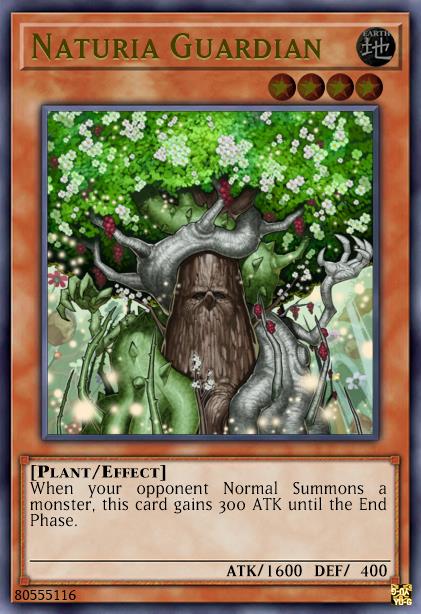 NATURIA GUARDIAN
EARTH
地
[PLANT/EFFECT]
When your opponent Normal Summons a
monster, this card gains 300 ATK until the End
Phase.
ATK/1600 DEF/ 400
80555116